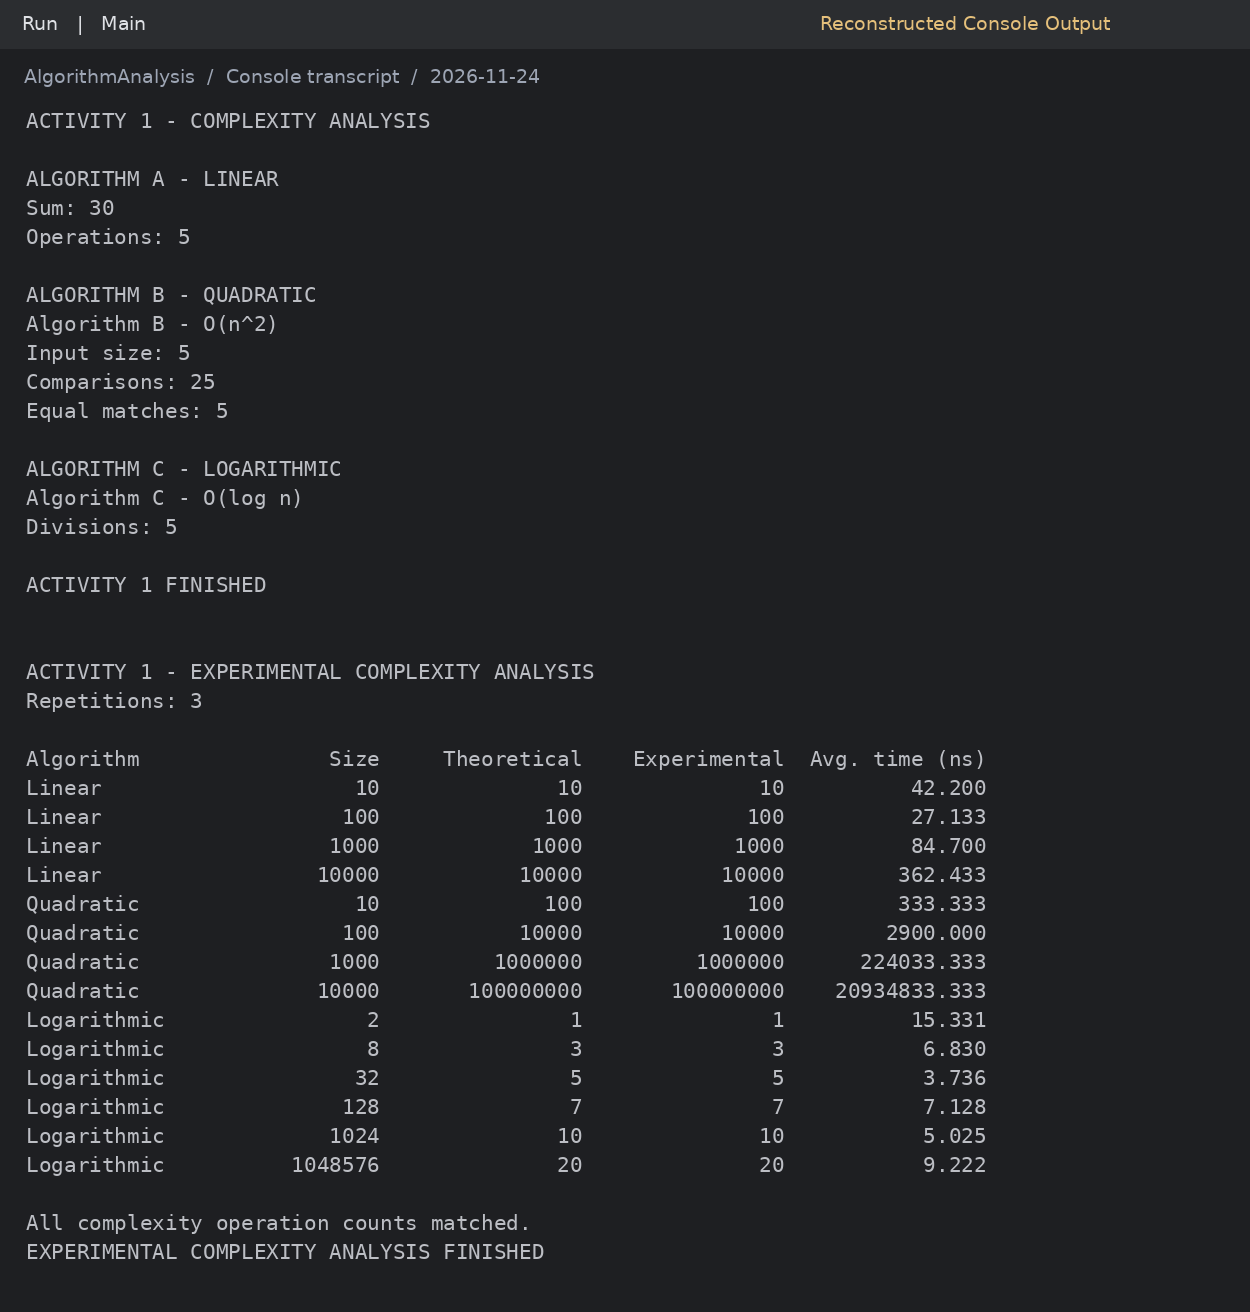 Run | Main
Reconstructed Console Output
AlgorithmAnalysis / Console transcript / 2026-11-24
ACTIVITY 1 - COMPLEXITY ANALYSIS
ALGORITHM A - LINEAR
Sum: 30
Operations: 5
ALGORITHM B - QUADRATIC
Algorithm B - O(n^2)
Input size: 5
Comparisons: 25
Equal matches: 5
ALGORITHM C - LOGARITHMIC
Algorithm C - O(log n)
Divisions: 5
ACTIVITY 1 FINISHED
ACTIVITY 1 - EXPERIMENTAL COMPLEXITY ANALYSIS
Repetitions: 3
Algorithm Size Theoretical Experimental Avg. time (ns)
Linear 10 10 10 42.200
Linear 100 100 100 27.133
Linear 1000 1000 1000 84.700
Linear 10000 10000 10000 362.433
Quadratic 10 100 100 333.333
Quadratic 100 10000 10000 2900.000
Quadratic 1000 1000000 1000000 224033.333
Quadratic 10000 100000000 100000000 20934833.333
Logarithmic 2 1 1 15.331
Logarithmic 8 3 3 6.830
Logarithmic 32 5 5 3.736
Logarithmic 128 7 7 7.128
Logarithmic 1024 10 10 5.025
Logarithmic 1048576 20 20 9.222
All complexity operation counts matched.
EXPERIMENTAL COMPLEXITY ANALYSIS FINISHED